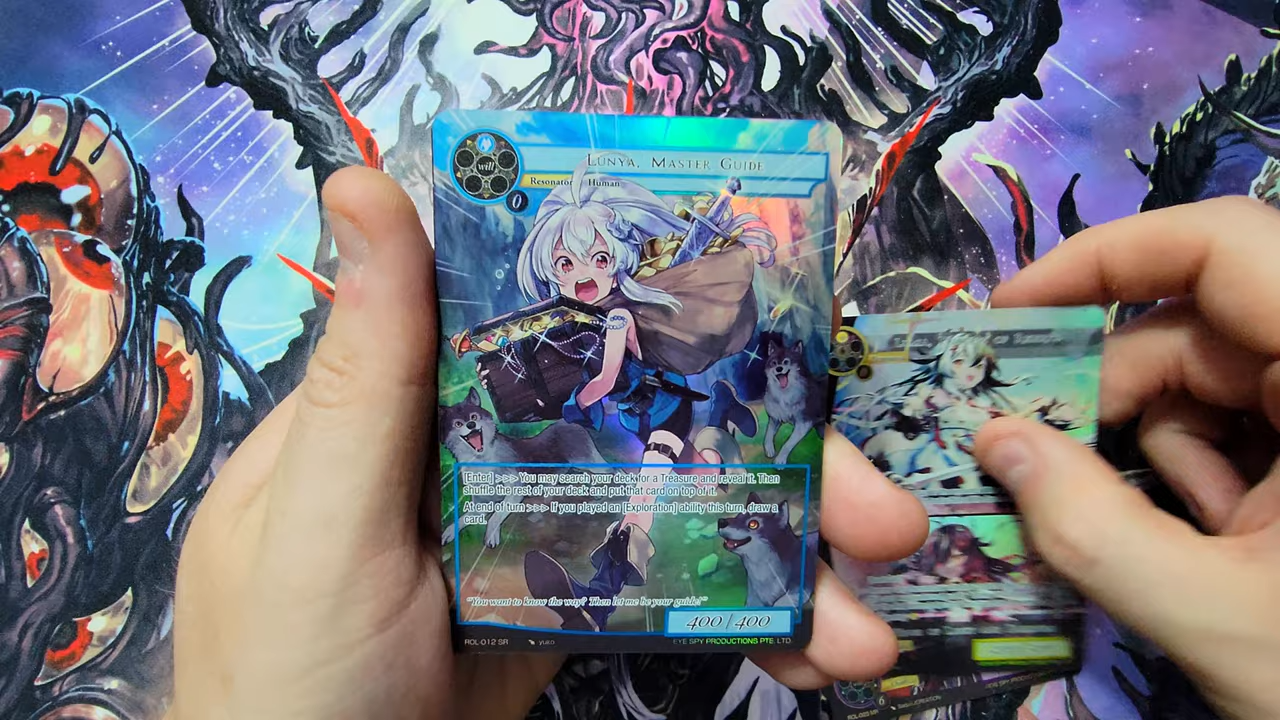 will
Lunya, Master Guide
Resonator Human
0
[Enter] >>> You may search your deck for a Treasure and reveal it. Then
shuffle the rest of your deck and put that card on top of it.
At end of turn >>> If you played an [Exploration] ability this turn, draw a
card.
"You want to know the way? Then let me be your guide!"
400 / 400
ROL-012 SR yuto EYE SPY PRODUCTIONS PTE. LTD.